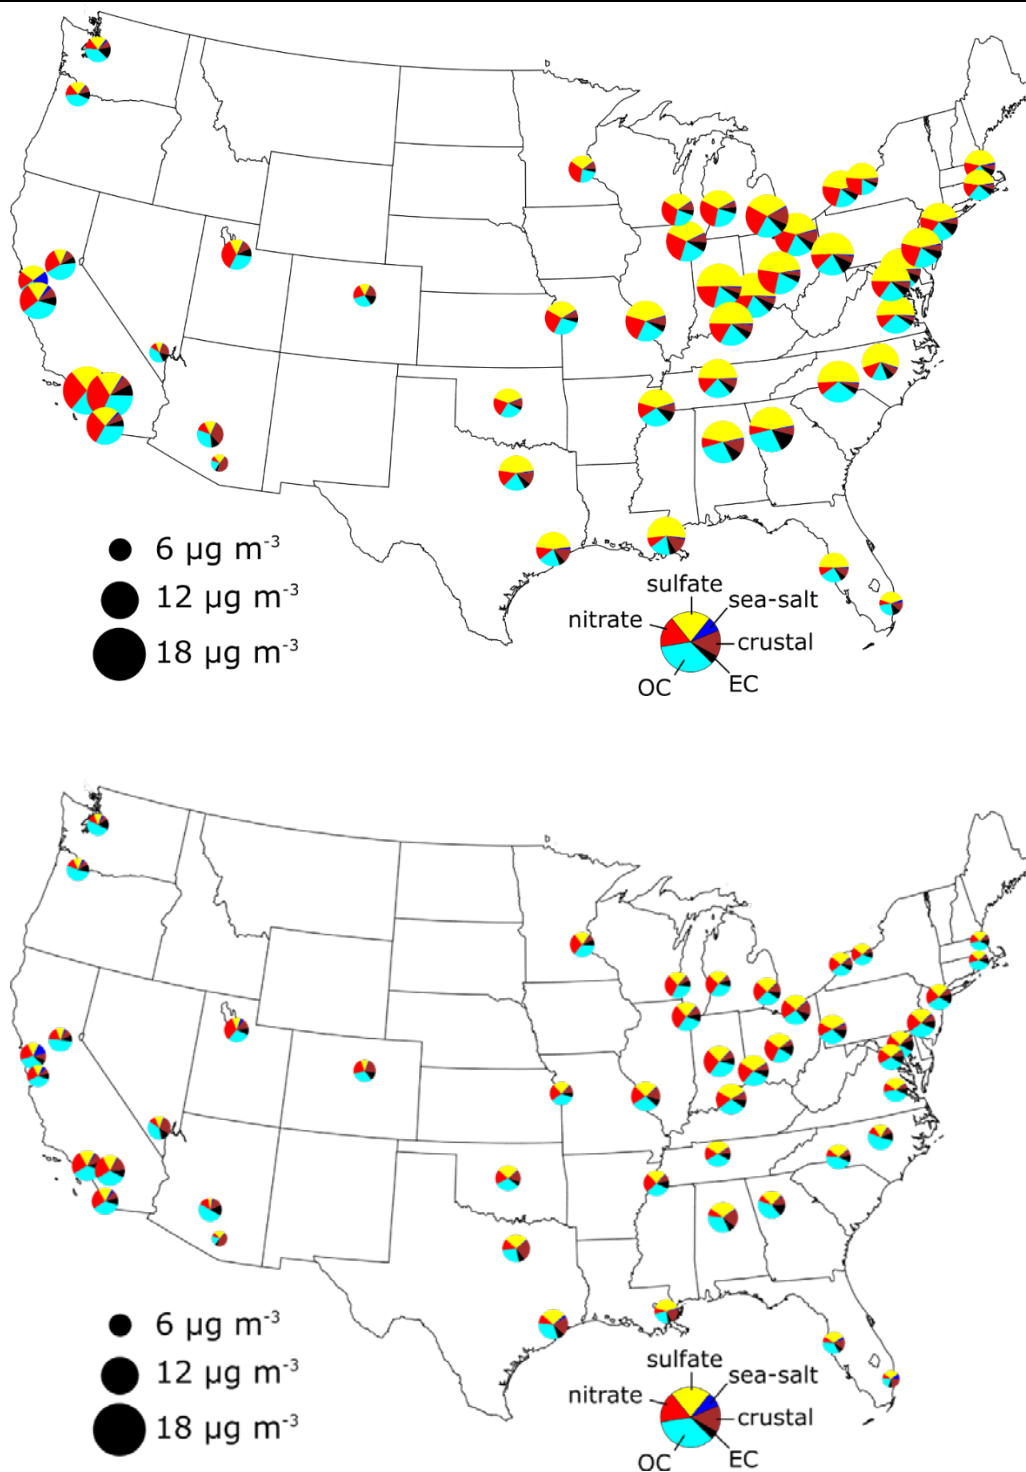 6 µg m⁻³
12 µg m⁻³
18 µg m⁻³
sulfate
nitrate
sea-salt
crustal
OC
EC
6 µg m⁻³
12 µg m⁻³
18 µg m⁻³
sulfate
nitrate
sea-salt
crustal
OC
EC